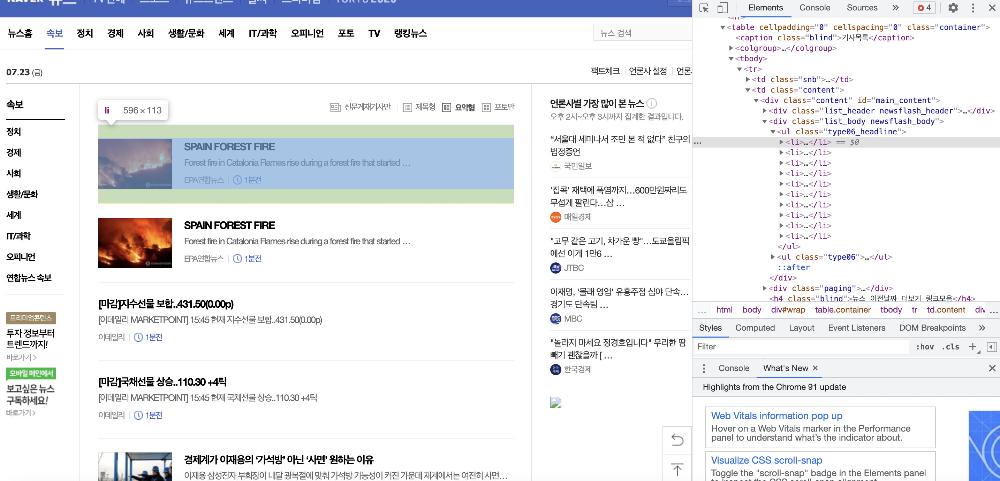 TOKYO 2020
뉴스홈 속보 정치 경제 사회 생활/문화 세계 IT/과학 오피니언 포토 TV 랭킹뉴스
뉴스 검색
07.23 (금)
팩트체크 언론사 설정
속보
정치
경제
사회
생활/문화
세계
IT/과학
오피니언
연합뉴스 속보
프리미엄콘텐츠
투자 정보부터
트렌드까지!
바로가기 >
모바일 메인에서
보고싶은 뉴스
구독하세요!
바로가기 >
li 596 × 113
신문게재기사만 제목형 요약형 포토만
SPAIN FOREST FIRE
Forest fire in Catalonia Flames rise during a forest fire that started …
EPA연합뉴스 1분전
SPAIN FOREST FIRE
Forest fire in Catalonia Flames rise during a forest fire that started …
EPA연합뉴스 1분전
[마감]지수선물 보합..431.50(0.00p)
[이데일리 MARKETPOINT] 15:45 현재 지수선물 보합..431.50(0.00p)
이데일리 1분전
[마감]국채선물 상승..110.30 +4틱
[이데일리 MARKETPOINT] 15:45 현재 국채선물 상승..110.30 +4틱
이데일리 1분전
경제계가 이재용의 ‘가석방’ 아닌 ‘사면’ 원하는 이유
이재용 삼성전자 부회장이 내달 광복절에 맞춰 가석방 가능성이 커진 가운데 재계에서는 여전히 사면…
언론사별 가장 많이 본 뉴스
오후 2시~오후 3시까지 집계한 결과입니다.
“서울대 세미나서 조민 본 적 없다” 친구의
법정증언
국민일보
'집콕' 재택에 폭염까지…600만원짜리도
무섭게 팔린다…삼 …
매일경제
"고무 같은 고기, 차가운 빵"…도쿄올림픽
에선 이게 1만6 …
JTBC
이재명, '몰래 영업' 유흥주점 심야 단속…
경기도 단속팀 …
MBC
"놀라지 마세요 정경호입니다" 무리한 땀
빼기 괜찮을까 [ …
한국경제
Elements Console Sources » 4
<table cellpadding="0" cellspacing="0" class="container">
<caption class="blind">기사목록</caption>
<colgroup>…</colgroup>
<tbody>
<tr>
<td class="snb">…</td>
<td class="content">
<div class="content" id="main_content">
<div class="list_header newsflash_header">…</div>
<div class="list_body newsflash_body">
<ul class="type06_headline">
… <li>…</li> == $0
<li>…</li>
<li>…</li>
<li>…</li>
<li>…</li>
<li>…</li>
<li>…</li>
<li>…</li>
<li>…</li>
<li>…</li>
</ul>
<ul class="type06">…</ul>
::after
</div>
<div class="paging">…</div>
<h4 class="blind">뉴스 이전날짜 더보기 링크모음</h4>
… html body div#wrap table.container tbody tr td.content div …
Styles Computed Layout Event Listeners DOM Breakpoints »
Filter :hov .cls +
Console What's New ×
Highlights from the Chrome 91 update
Web Vitals information pop up
Hover on a Web Vitals marker in the Performance
panel to understand what’s the indicator about.
Visualize CSS scroll-snap
Toggle the "scroll-snap" badge in the Elements panel
to inspect the CSS scroll-snap alignment.